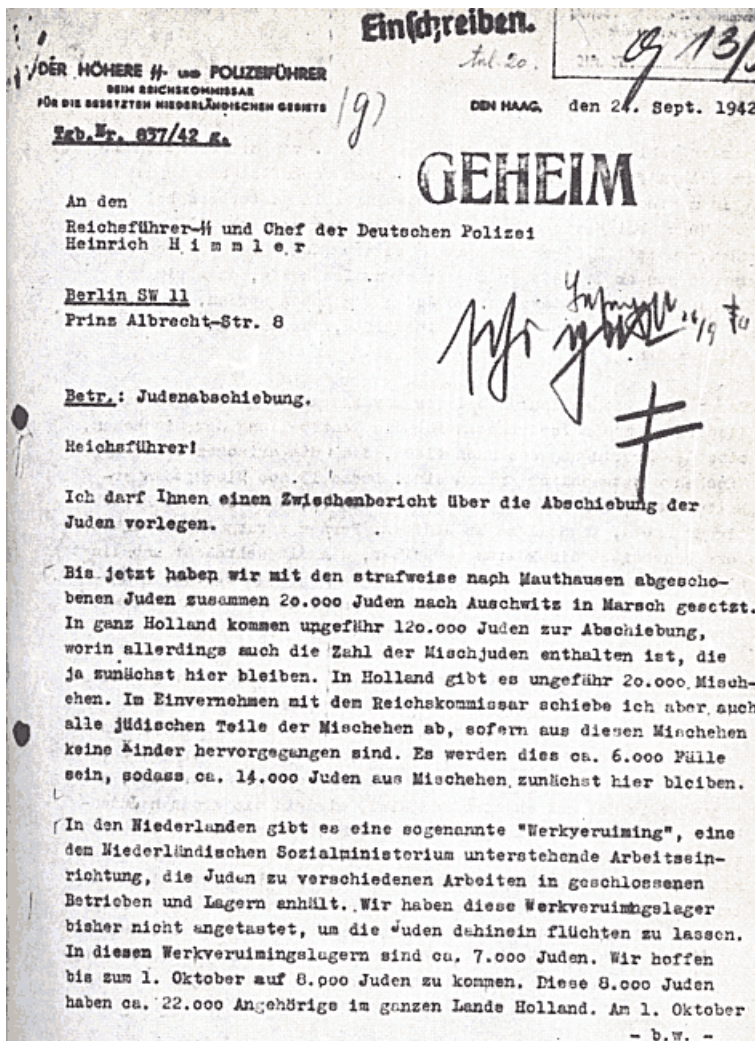 Einschreiben.
DER HÖHERE SS- UND POLIZEIFÜHRER
BEIM REICHSKOMMISSAR
FÜR DIE BESETZTEN NIEDERLÄNDISCHEN GEBIETE
DEN HAAG, den 24. Sept. 1942
Tgb.Nr. 837/42 g.
GEHEIM
An den
Reichsführer-SS und Chef der Deutschen Polizei
Heinrich H i m m l e r
Berlin SW 11
Prinz Albrecht-Str. 8
Betr.: Judenabschiebung.
Reichsführer!
Ich darf Ihnen einen Zwischenbericht über die Abschiebung der
Juden vorlegen.
Bis jetzt haben wir mit den strafweise nach Mauthausen abgescho-
benen Juden zusammen 20.000 Juden nach Auschwitz in Marsch gesetzt.
In ganz Holland kommen ungefähr 120.000 Juden zur Abschiebung,
worin allerdings auch die Zahl der Mischjuden enthalten ist, die
ja zunächst hier bleiben. In Holland gibt es ungefähr 20.000 Misch-
ehen. Im Einvernehmen mit dem Reichskommissar schiebe ich aber auch
alle jüdischen Teile der Mischehen ab, sofern aus diesen Mischehen
keine Kinder hervorgegangen sind. Es werden dies ca. 6.000 Fälle
sein, sodass ca. 14.000 Juden aus Mischehen zunächst hier bleiben.
In den Niederlanden gibt es eine sogenannte "Werkveruiming", eine
dem Niederländischen Sozialministorium unterstehende Arbeitsein-
richtung, die Juden zu verschiedenen Arbeiten in geschlossenen
Betrieben und Lagern anhält. Wir haben diese Werkveruimungslager
bisher nicht angetastet, um die Juden dahinein flüchten zu lassen.
In diesen Werkveruimingslagern sind ca. 7.000 Juden. Wir hoffen
bis zum 1. Oktober auf 8.000 Juden zu kommen. Diese 8.000 Juden
haben ca. 22.000 Angehörige im ganzen Lande Holland. Am 1. Oktober
- b.w. -